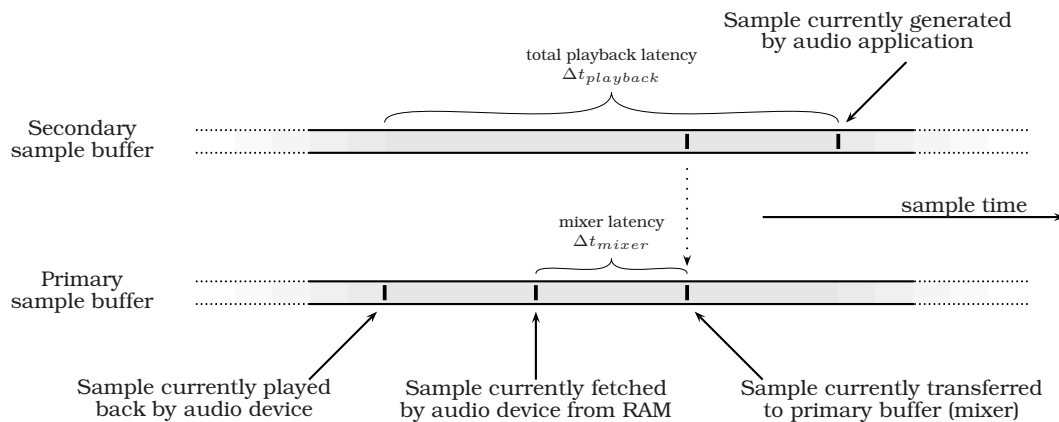 Sample currently generated
by audio application
total playback latency
Δt_playback
Secondary
sample buffer
sample time
mixer latency
Δt_mixer
Primary
sample buffer
Sample currently played
back by audio device
Sample currently fetched
by audio device from RAM
Sample currently transferred
to primary buffer (mixer)